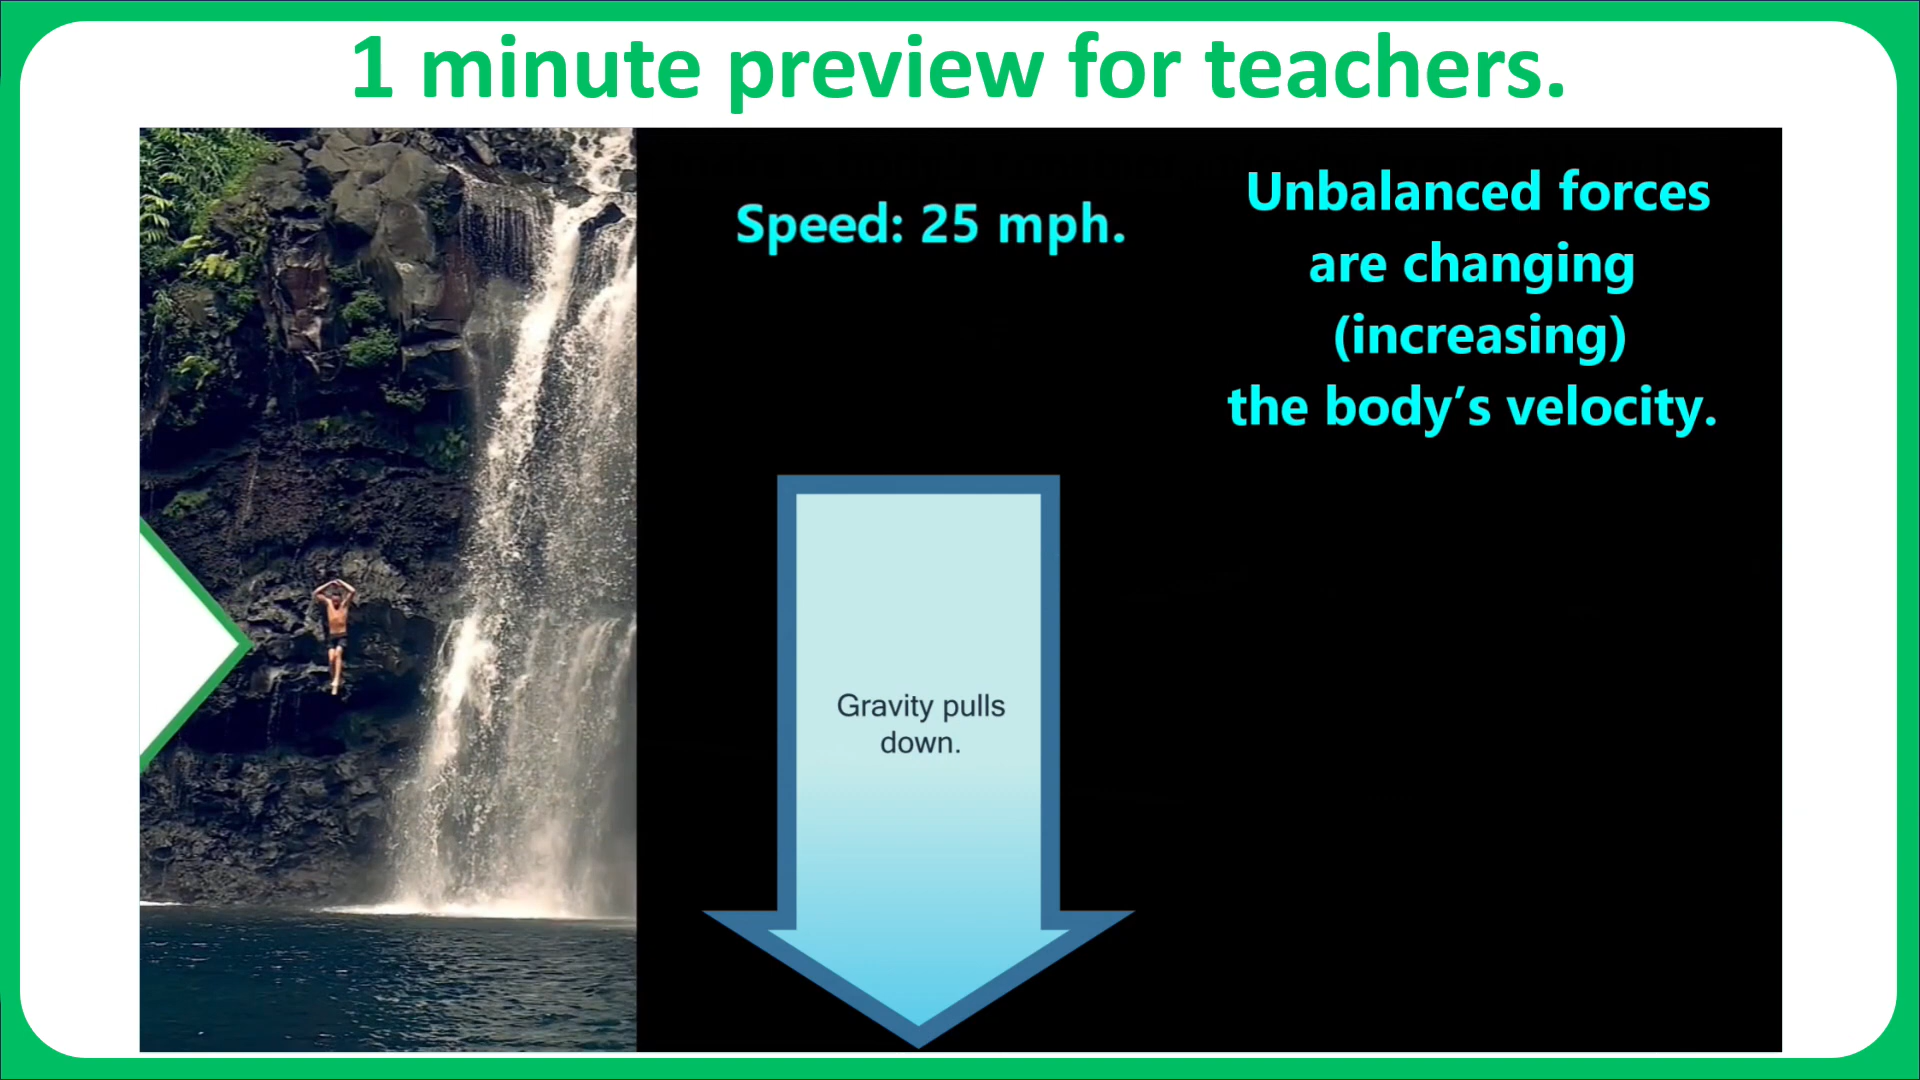 1 minute preview for teachers.
Speed: 25 mph.
Unbalanced forces
are changing
(increasing)
the body’s velocity.
Gravity pulls
down.